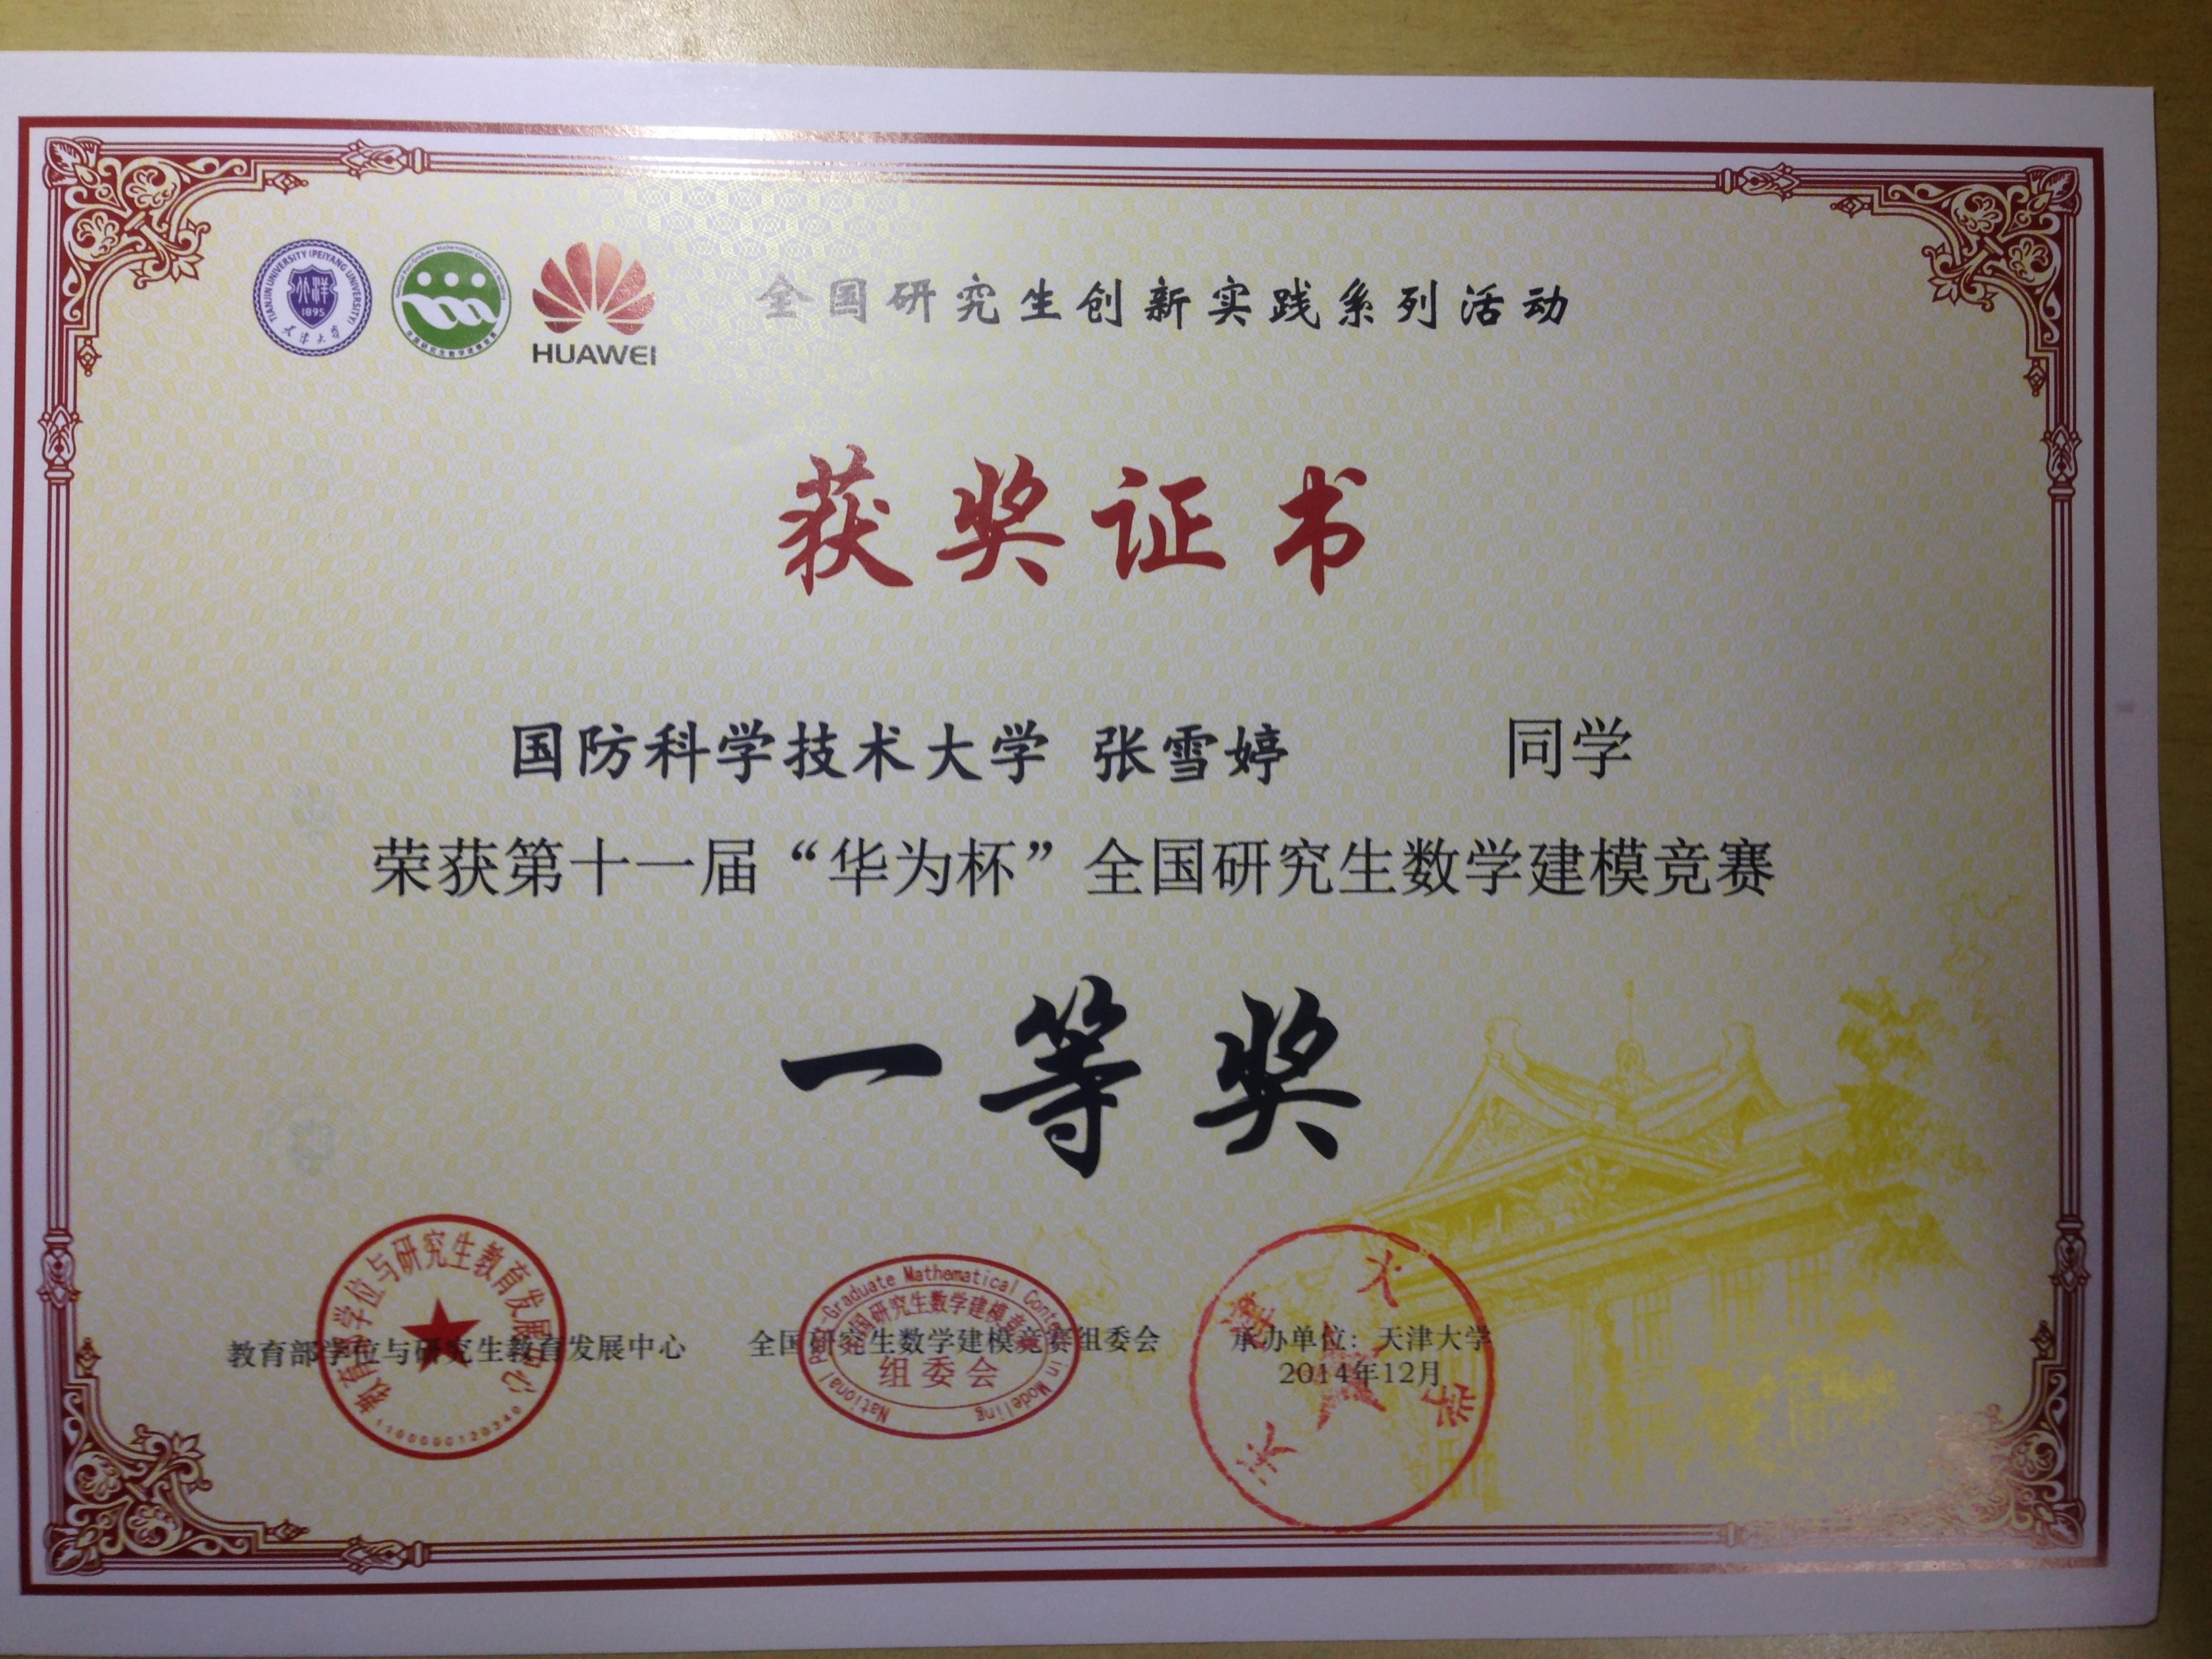 TIANJIN UNIVERSITY (PEIYANG UNIVERSITY)
北洋
1895
天津大学
HUAWEI
全国研究生创新实践系列活动
获奖证书
国防科学技术大学 张雪婷 同学
荣获第十一届“华为杯”全国研究生数学建模竞赛
一等奖
教育部学位与研究生教育发展中心
教育部学位与研究生教育发展中心
全国研究生数学建模竞赛组委会
National Post-Graduate Mathematical Contest in Modeling
全国研究生数学建模竞赛
组委会
承办单位：天津大学
2014年12月
天津大学